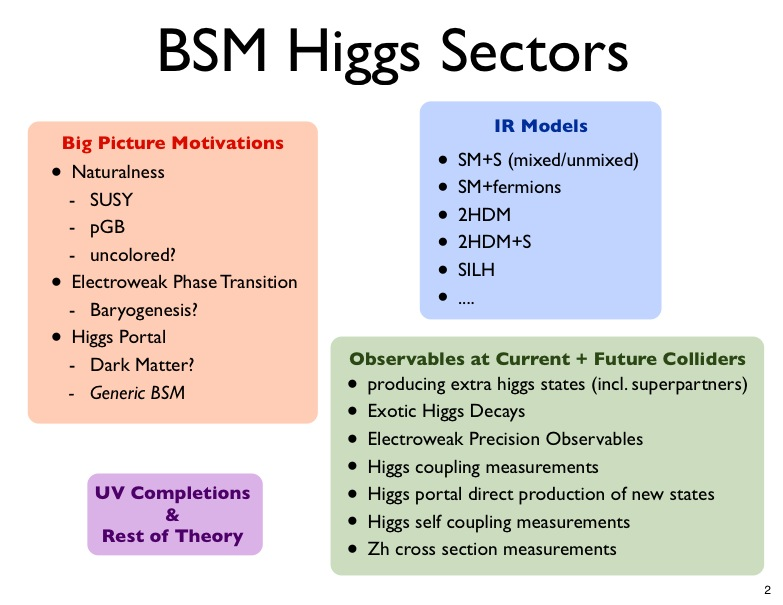 BSM Higgs Sectors
Big Picture Motivations
• Naturalness
- SUSY
- pGB
- uncolored?
• Electroweak Phase Transition
- Baryogenesis?
• Higgs Portal
- Dark Matter?
- Generic BSM
IR Models
• SM+S (mixed/unmixed)
• SM+fermions
• 2HDM
• 2HDM+S
• SILH
• ....
Observables at Current + Future Colliders
• producing extra higgs states (incl. superpartners)
• Exotic Higgs Decays
• Electroweak Precision Observables
• Higgs coupling measurements
• Higgs portal direct production of new states
• Higgs self coupling measurements
• Zh cross section measurements
UV Completions
&
Rest of Theory
2